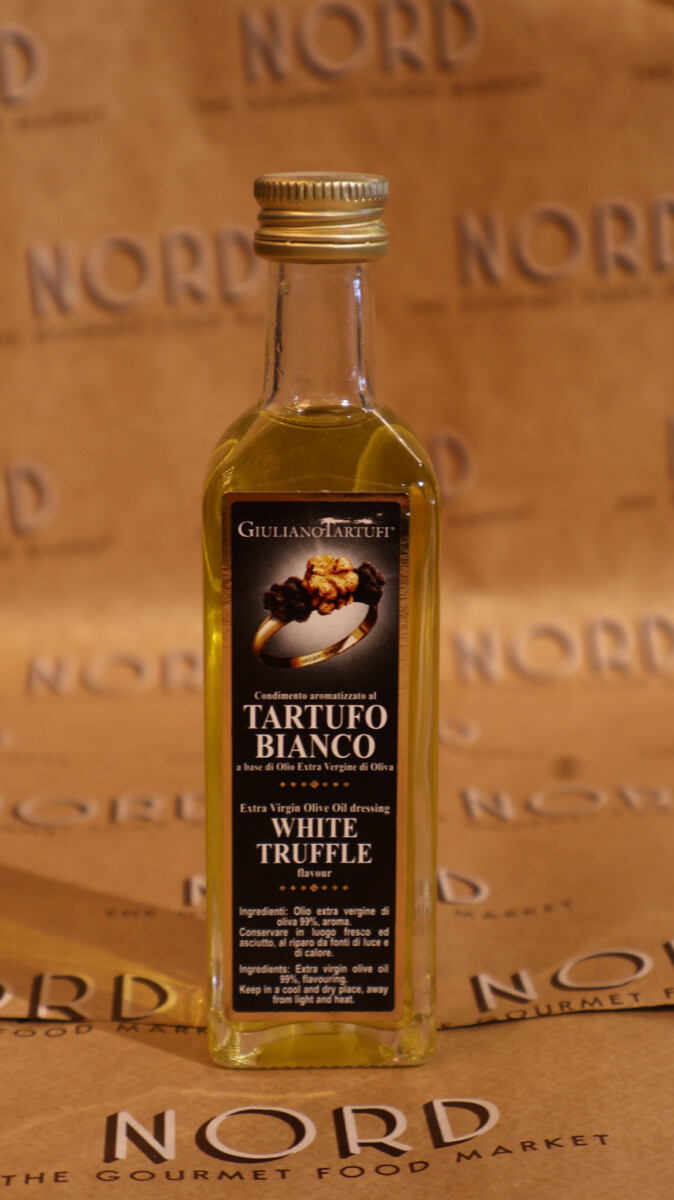 NORD
THE GOURMET FOOD MARKET
NORD
NORD
GIULIANOTARTUFI®
Condimento aromatizzato al
TARTUFO
BIANCO
a base di Olio Extra Vergine di Oliva
Extra Virgin Olive Oil dressing
WHITE
TRUFFLE
flavour
Ingredienti: Olio extra vergine di
oliva 99%, aroma.
Conservare in luogo fresco ed
asciutto, al riparo da fonti di luce e
di calore.
Ingredients: Extra virgin olive oil
99%, flavouring.
Keep in a cool and dry place, away
from light and heat.
NORD
NORD
NORD
NORD
THE GOURMET FOOD MARKET
NORD
THE GOURMET FOOD MARKET